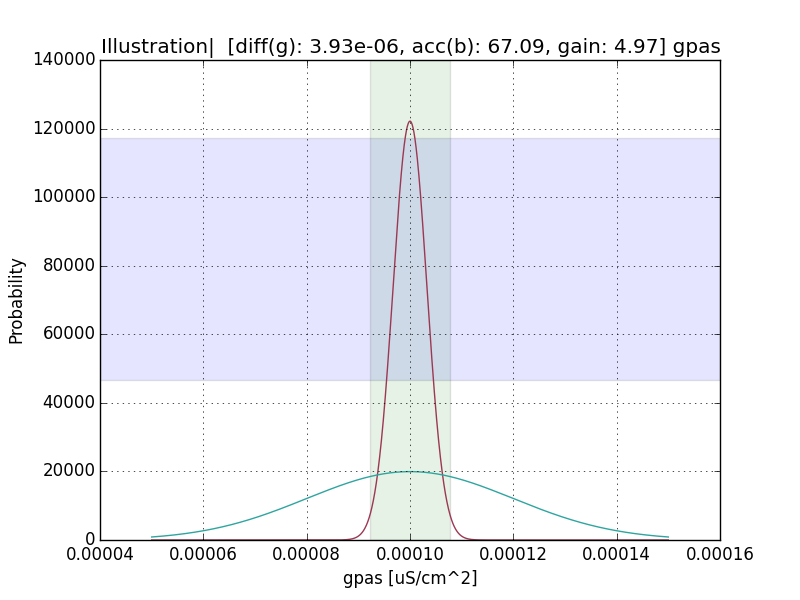 Illustration|  [diff(g): 3.93e-06, acc(b): 67.09, gain: 4.97] gpas
140000
120000
100000
80000
60000
40000
20000
0
Probability
0.00004 0.00006 0.00008 0.00010 0.00012 0.00014 0.00016
gpas [uS/cm^2]